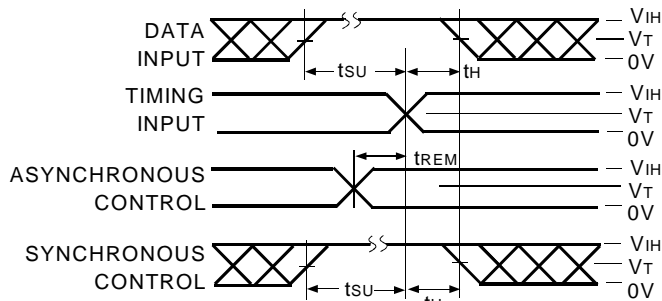 DATA
INPUT
VIH
VT
0V
tSU
tH
TIMING
INPUT
VIH
VT
0V
tREM
ASYNCHRONOUS
CONTROL
VIH
VT
0V
SYNCHRONOUS
CONTROL
VIH
VT
0V
tSU